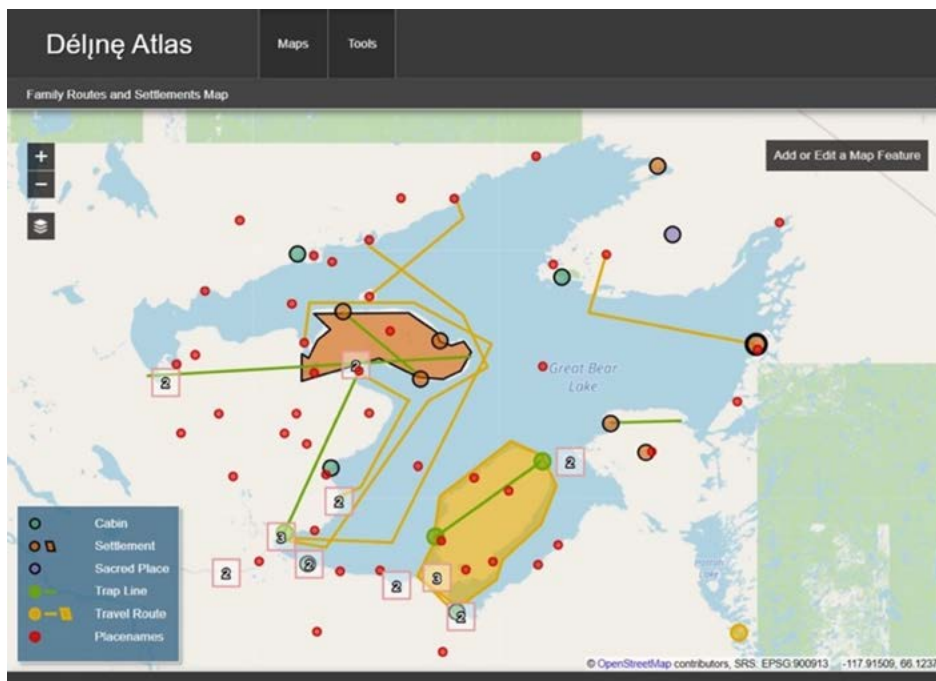 Délı̨nę Atlas
Maps
Tools
Family Routes and Settlements Map
+
−
Add or Edit a Map Feature
2
2
Great Bear
Lake
2
2
3
2
2
2
3
2
Lake
Cabin
Settlement
Sacred Place
Trap Line
Travel Route
Placenames
© OpenStreetMap contributors, SRS: EPSG:900913 -117.91509, 66.1237